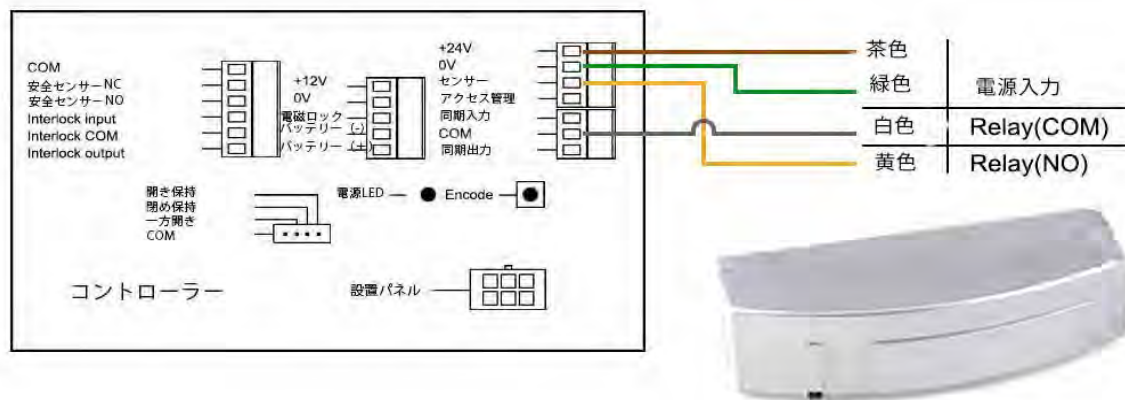 COM
安全センサー NC
安全センサー NO
Interlock input
Interlock COM
Interlock output
+12V
0V
電磁ロック
バッテリー (-)
バッテリー (+)
+24V
0V
センサー
アクセス管理
同期入力
COM
同期出力
茶色
緑色
電源入力
白色 Relay(COM)
黄色 Relay(NO)
開き保持
閉め保持
一方開き
COM
電源LED
Encode
コントローラー
設置パネル